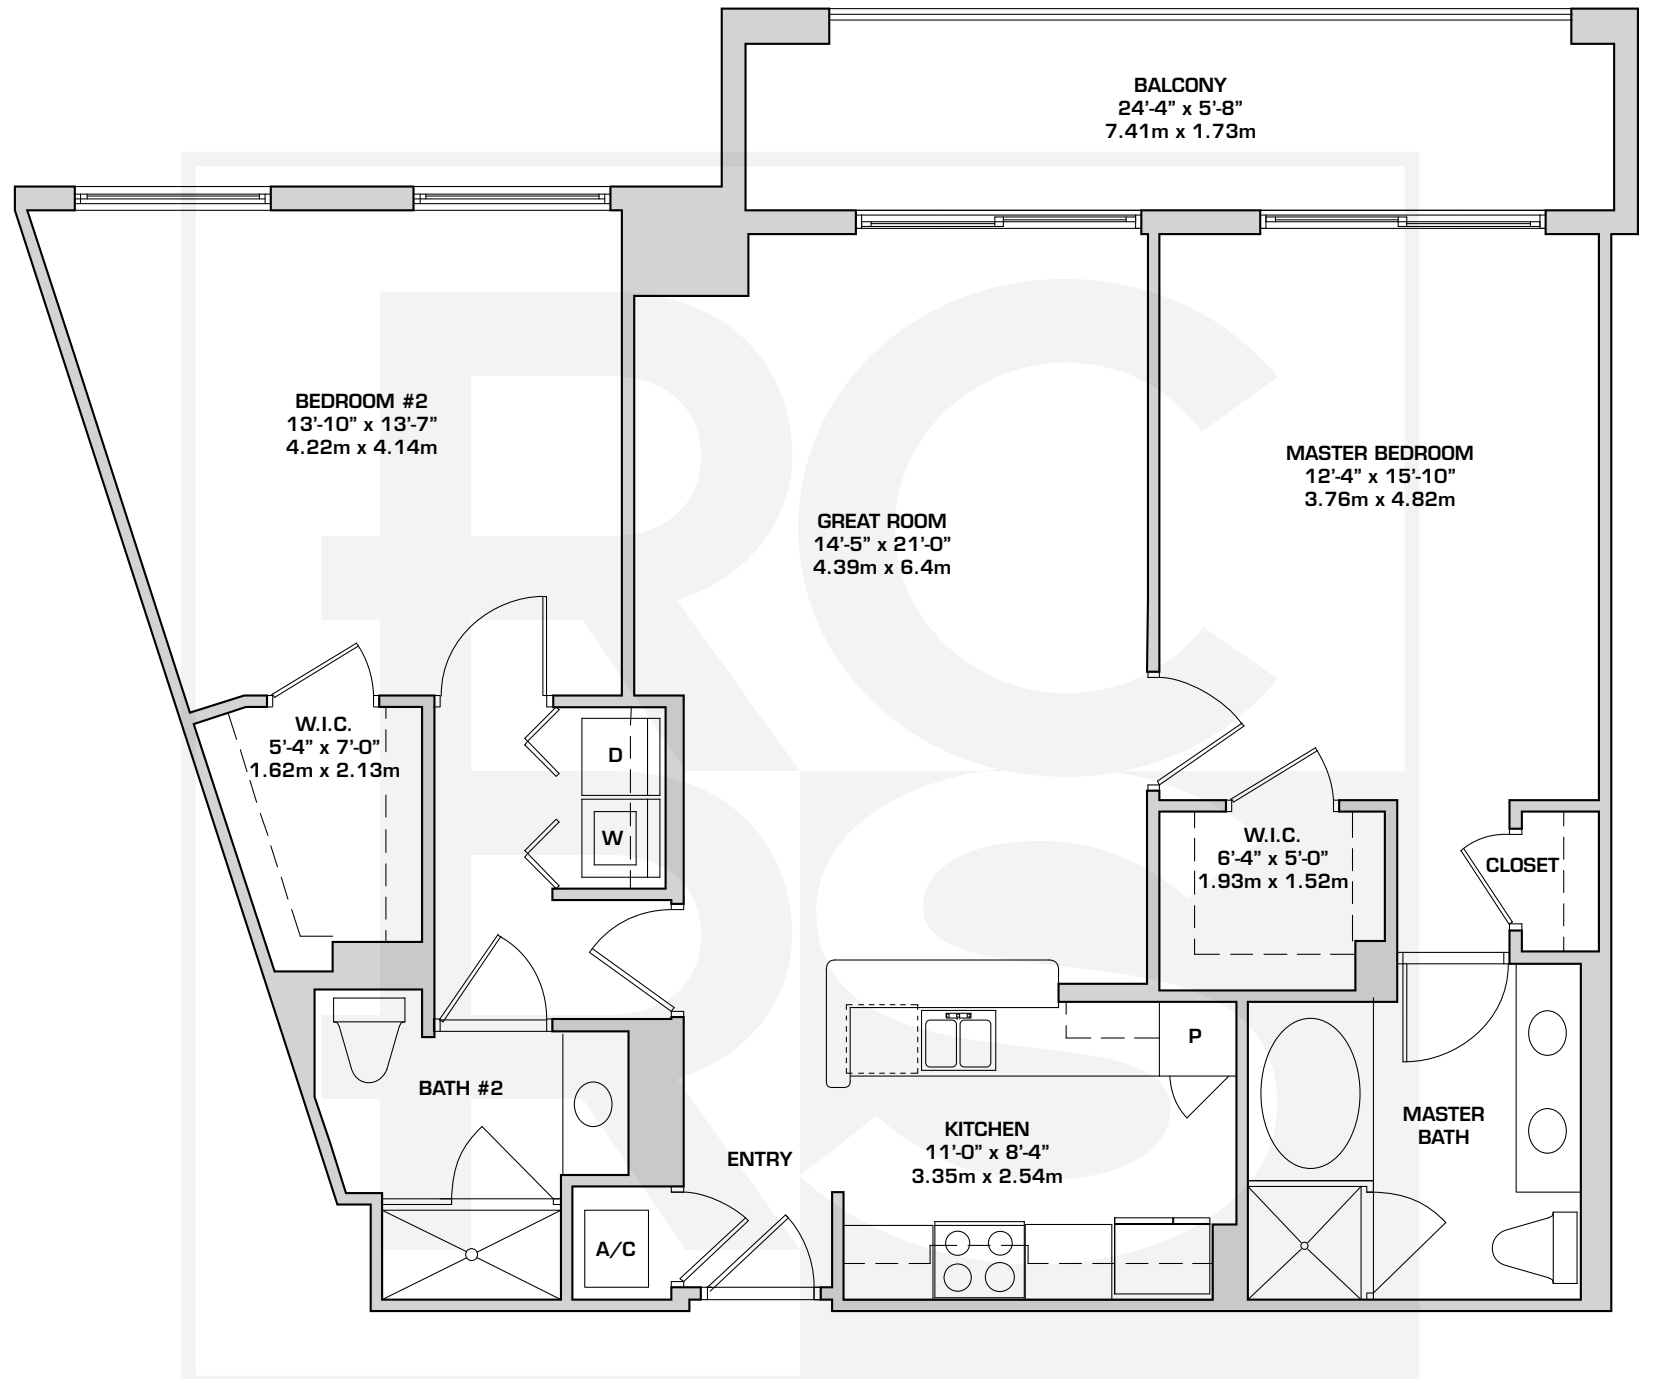 BALCONY
24'-4" x 5'-8"
7.41m x 1.73m
BEDROOM #2
13'-10" x 13'-7"
4.22m x 4.14m
MASTER BEDROOM
12'-4" x 15'-10"
3.76m x 4.82m
GREAT ROOM
14'-5" x 21'-0"
4.39m x 6.4m
W.I.C.
5'-4" x 7'-0"
1.62m x 2.13m
D
W
W.I.C.
6'-4" x 5'-0"
1.93m x 1.52m
CLOSET
P
BATH #2
MASTER
BATH
KITCHEN
11'-0" x 8'-4"
3.35m x 2.54m
ENTRY
A/C
RC
RS